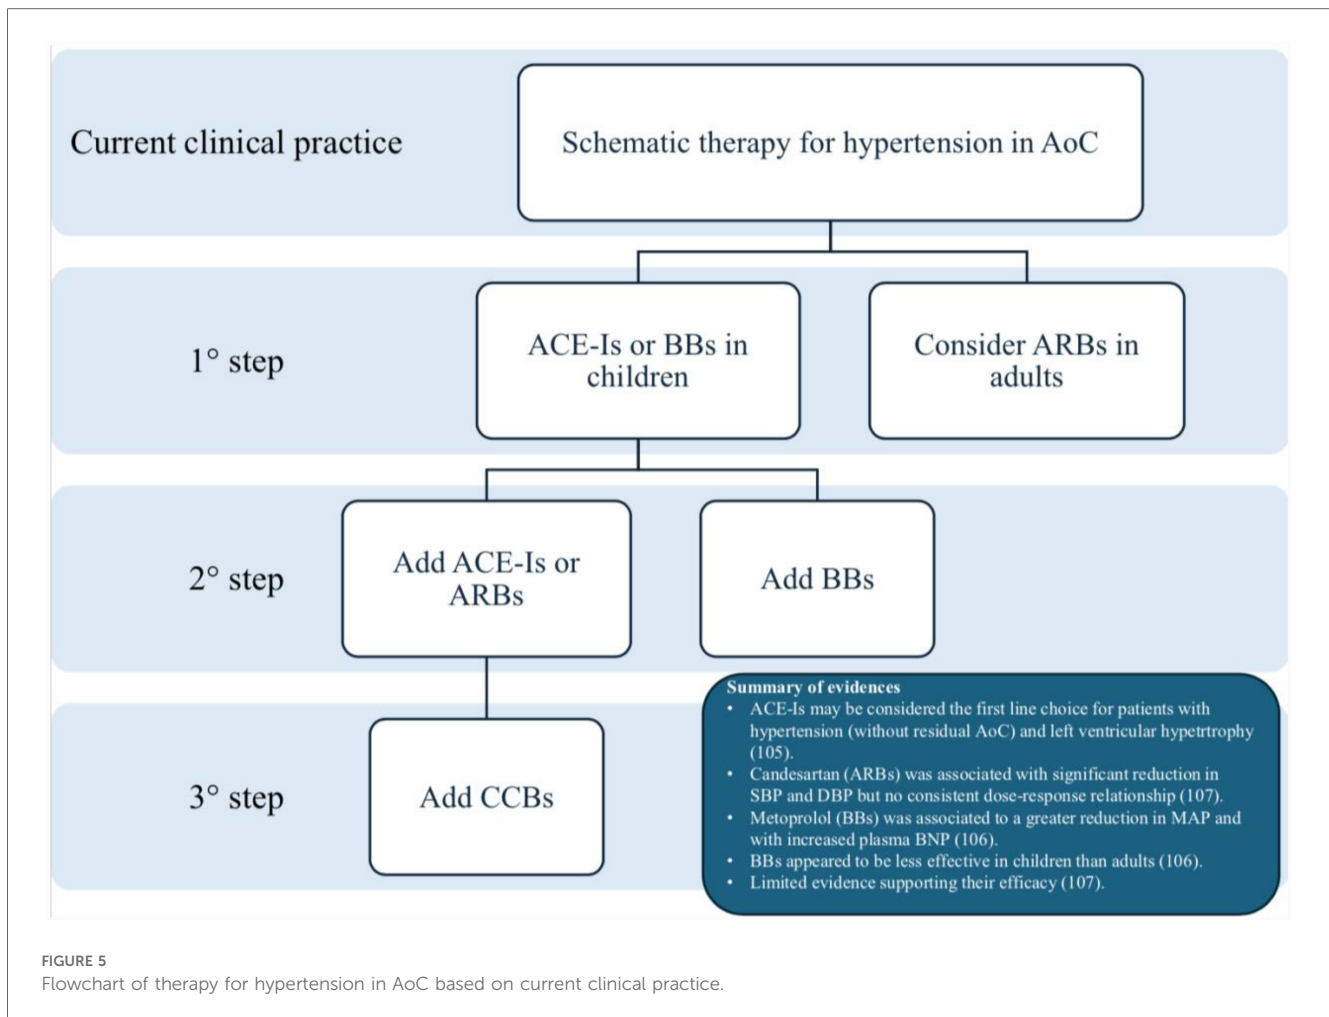 Current clinical practice
Schematic therapy for hypertension in AoC
1° step
ACE-Is or BBs in
children
Consider ARBs in
adults
2° step
Add ACE-Is or
ARBs
Add BBs
3° step
Add CCBs
Summary of evidences
• ACE-Is may be considered the first line choice for patients with
hypertension (without residual AoC) and left ventricular hypetrtrophy
(105).
• Candesartan (ARBs) was associated with significant reduction in
SBP and DBP but no consistent dose-response relationship (107).
• Metoprolol (BBs) was associated to a greater reduction in MAP and
with increased plasma BNP (106).
• BBs appeared to be less effective in children than adults (106).
• Limited evidence supporting their efficacy (107).
FIGURE 5
Flowchart of therapy for hypertension in AoC based on current clinical practice.